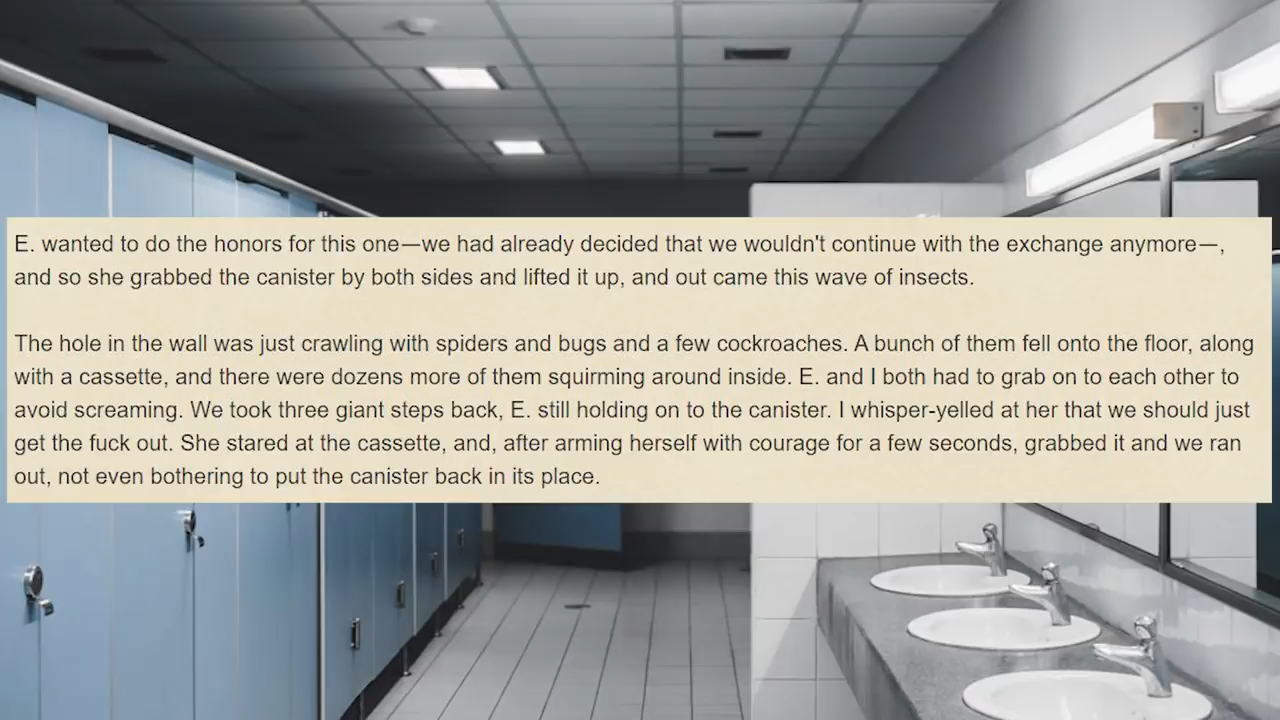 E. wanted to do the honors for this one—we had already decided that we wouldn't continue with the exchange anymore—,
and so she grabbed the canister by both sides and lifted it up, and out came this wave of insects.
The hole in the wall was just crawling with spiders and bugs and a few cockroaches. A bunch of them fell onto the floor, along
with a cassette, and there were dozens more of them squirming around inside. E. and I both had to grab on to each other to
avoid screaming. We took three giant steps back, E. still holding on to the canister. I whisper-yelled at her that we should just
get the fuck out. She stared at the cassette, and, after arming herself with courage for a few seconds, grabbed it and we ran
out, not even bothering to put the canister back in its place.